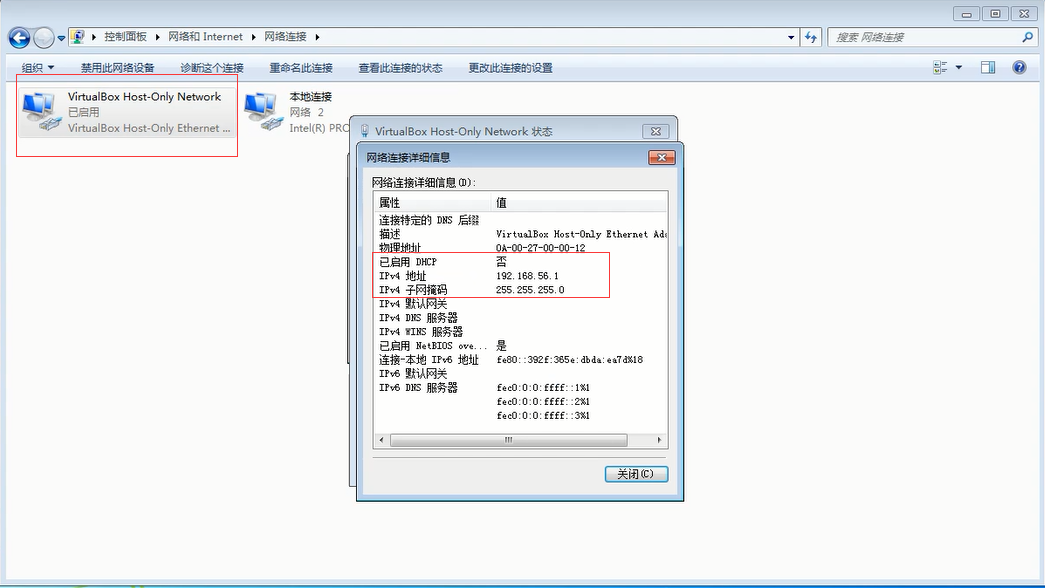 控制面板 网络和 Internet 网络连接
搜索 网络连接
组织 禁用此网络设备 诊断这个连接 重命名此连接 查看此连接的状态 更改此连接的设置
VirtualBox Host-Only Network
已启用
VirtualBox Host-Only Ethernet ...
本地连接
网络 2
Intel(R) PRO
VirtualBox Host-Only Network 状态
网络连接详细信息
网络连接详细信息(D):
属性 值
连接特定的 DNS 后缀
描述 VirtualBox Host-Only Ethernet Ada
物理地址 0A-00-27-00-00-12
已启用 DHCP 否
IPv4 地址 192.168.56.1
IPv4 子网掩码 255.255.255.0
IPv4 默认网关
IPv4 DNS 服务器
IPv4 WINS 服务器
已启用 NetBIOS ove... 是
连接-本地 IPv6 地址 fe80::392f:365e:dbda:ea7d%18
IPv6 默认网关
IPv6 DNS 服务器 fec0:0:0:ffff::1%1
fec0:0:0:ffff::2%1
fec0:0:0:ffff::3%1
关闭(C)